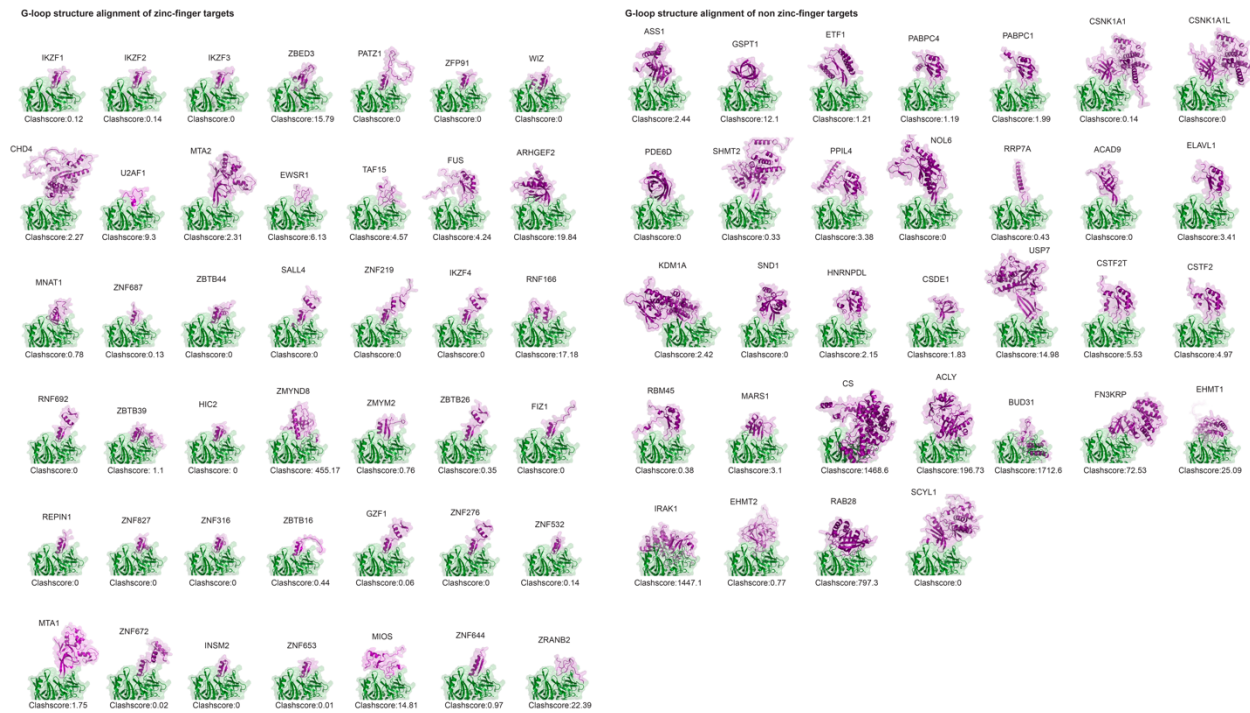 G-loop structure alignment of zinc-finger targets
IKZF1
IKZF2
IKZF3
ZBED3
PATZ1
ZFP91
WIZ
Clashscore:0.12
Clashscore:0.14
Clashscore:0
Clashscore:15.79
Clashscore:0
Clashscore:0
Clashscore:0
CHD4
U2AF1
MTA2
EWSR1
TAF15
FUS
ARHGEF2
Clashscore:2.27
Clashscore:9.3
Clashscore:2.31
Clashscore:6.13
Clashscore:4.57
Clashscore:4.24
Clashscore:19.84
MNAT1
ZNF687
ZBTB44
SALL4
ZNF219
IKZF4
RNF166
Clashscore:0.78
Clashscore:0.13
Clashscore:0
Clashscore:0
Clashscore:0
Clashscore:0
Clashscore:17.18
RNF692
ZBTB39
HIC2
ZMYND8
ZMYM2
ZBTB26
FIZ1
Clashscore:0
Clashscore: 1.1
Clashscore: 0
Clashscore: 455.17
Clashscore:0.76
Clashscore:0.35
Clashscore:0
REPIN1
ZNF827
ZNF316
ZBTB16
GZF1
ZNF276
ZNF532
Clashscore:0
Clashscore:0
Clashscore:0
Clashscore:0.44
Clashscore:0.06
Clashscore:0
Clashscore:0.14
MTA1
ZNF672
INSM2
ZNF653
MIOS
ZNF644
ZRANB2
Clashscore:1.75
Clashscore:0.02
Clashscore:0
Clashscore:0.01
Clashscore:14.81
Clashscore:0.97
Clashscore:22.39
G-loop structure alignment of non zinc-finger targets
ASS1
GSPT1
ETF1
PABPC4
PABPC1
CSNK1A1
CSNK1A1L
Clashscore:2.44
Clashscore:12.1
Clashscore:1.21
Clashscore:1.19
Clashscore:1.99
Clashscore:0.14
Clashscore:0
PDE6D
SHMT2
PPIL4
NOL6
RRP7A
ACAD9
ELAVL1
Clashscore:0
Clashscore:0.33
Clashscore:3.38
Clashscore:0
Clashscore:0.43
Clashscore:0
Clashscore:3.41
KDM1A
SND1
HNRNPDL
CSDE1
USP7
CSTF2T
CSTF2
Clashscore:2.42
Clashscore:0
Clashscore:2.15
Clashscore:1.83
Clashscore:14.98
Clashscore:5.53
Clashscore:4.97
RBM45
MARS1
CS
ACLY
BUD31
FN3KRP
EHMT1
Clashscore:0.38
Clashscore:3.1
Clashscore:1468.6
Clashscore:196.73
Clashscore:1712.6
Clashscore:72.53
Clashscore:25.09
IRAK1
EHMT2
RAB28
SCYL1
Clashscore:1447.1
Clashscore:0.77
Clashscore:797.3
Clashscore:0